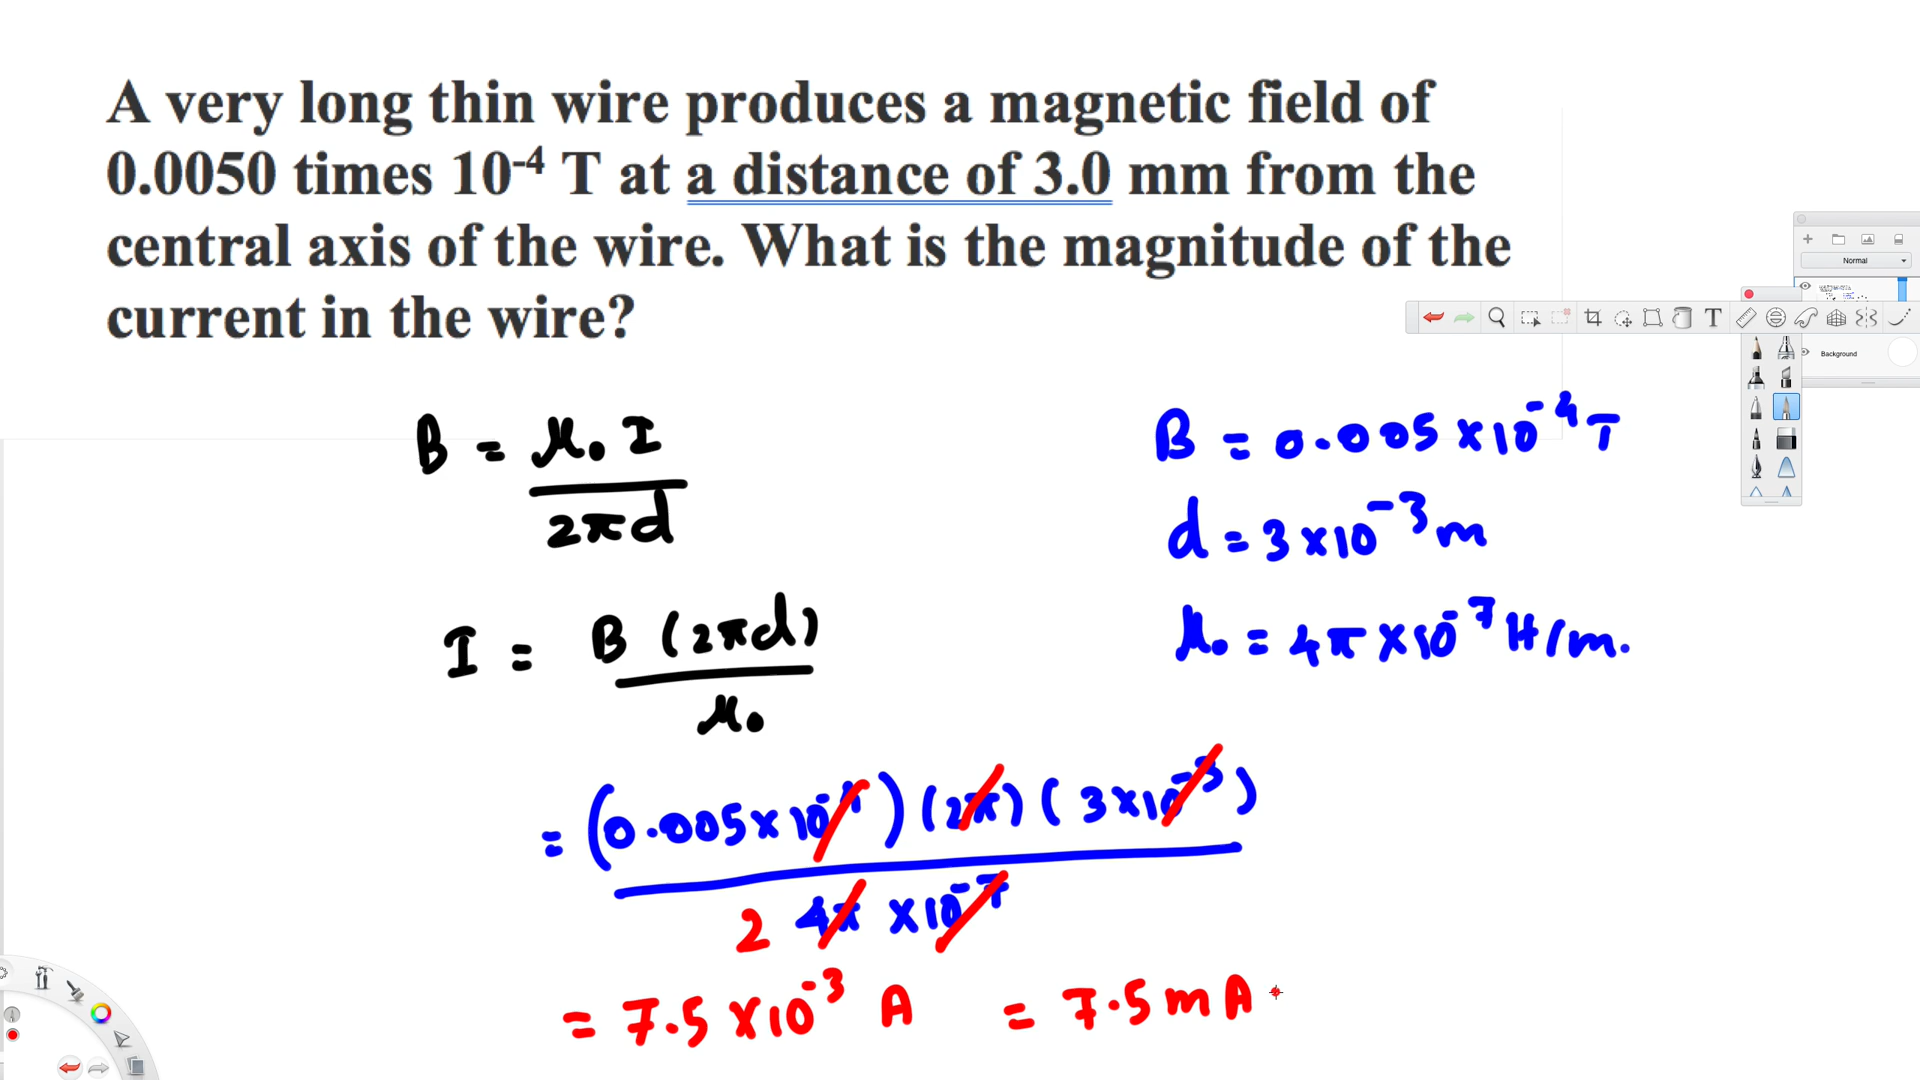 A very long thin wire produces a magnetic field of
0.0050 times 10⁻⁴ T at a distance of 3.0 mm from the
central axis of the wire. What is the magnitude of the
current in the wire?
Normal
T
Background
B = μ₀ I / 2πd
B = 0.005 × 10⁻⁴ T
d = 3 × 10⁻³ m
I = B (2πd) / μ₀
μ₀ = 4π × 10⁻⁷ H/m.
= (0.005 × 10⁻⁴) (2π) (3 × 10⁻³)
2 4π × 10⁻⁷
= 7.5 × 10⁻³ A = 7.5 mA